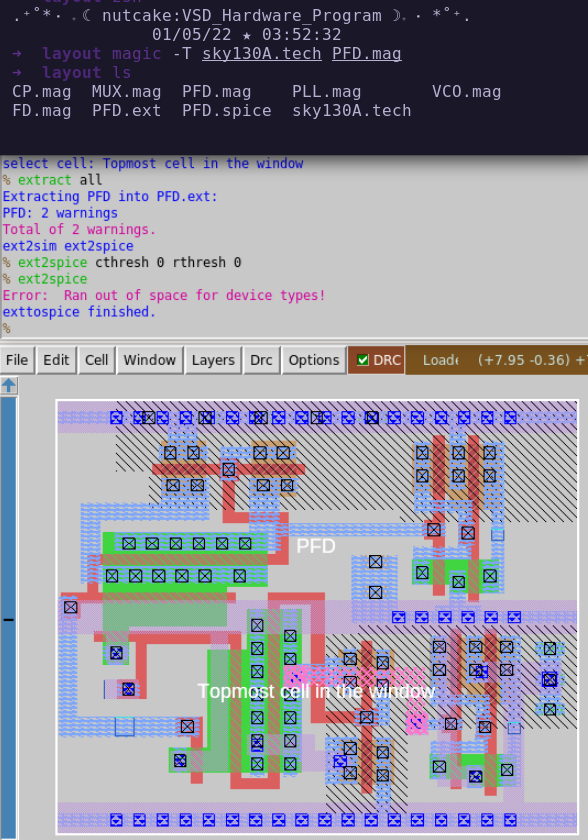 layout zsh
.⁺˚*· ₊☾ nutcake:VSD_Hardware_Program ☽₊ · *˚⁺.
01/05/22 ★ 03:52:32
→ layout magic -T sky130A.tech PFD.mag
→ layout ls
CP.mag MUX.mag PFD.mag PLL.mag VCO.mag
FD.mag PFD.ext PFD.spice sky130A.tech
select cell: Topmost cell in the window
% extract all
Extracting PFD into PFD.ext:
PFD: 2 warnings
Total of 2 warnings.
ext2sim ext2spice
% ext2spice cthresh 0 rthresh 0
% ext2spice
Error: Ran out of space for device types!
exttospice finished.
%
File Edit Cell Window Layers Drc Options DRC Loade (+7.95 -0.36) +7
PFD
Topmost cell in the window